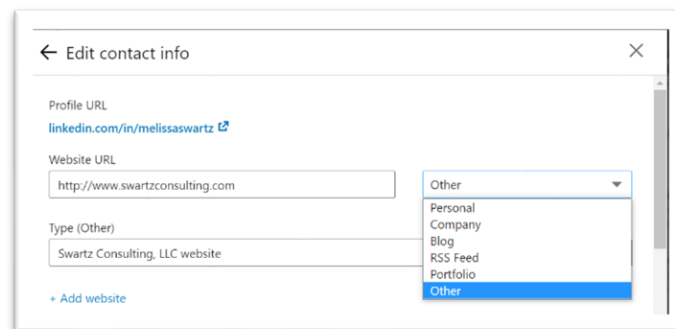 Edit contact info
Profile URL
linkedin.com/in/melissaswartz
Website URL
http://www.swartzconsulting.com
Other
Personal
Company
Blog
RSS Feed
Portfolio
Other
Type (Other)
Swartz Consulting, LLC website
+ Add website